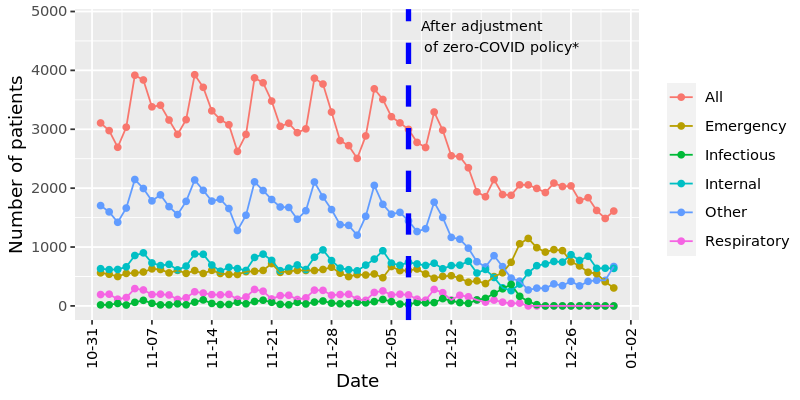 5000
4000
3000
2000
1000
0
Number of patients
After adjustment
of zero-COVID policy*
10-31
11-07
11-14
11-21
11-28
12-05
12-12
12-19
12-26
01-02
Date
All
Emergency
Infectious
Internal
Other
Respiratory